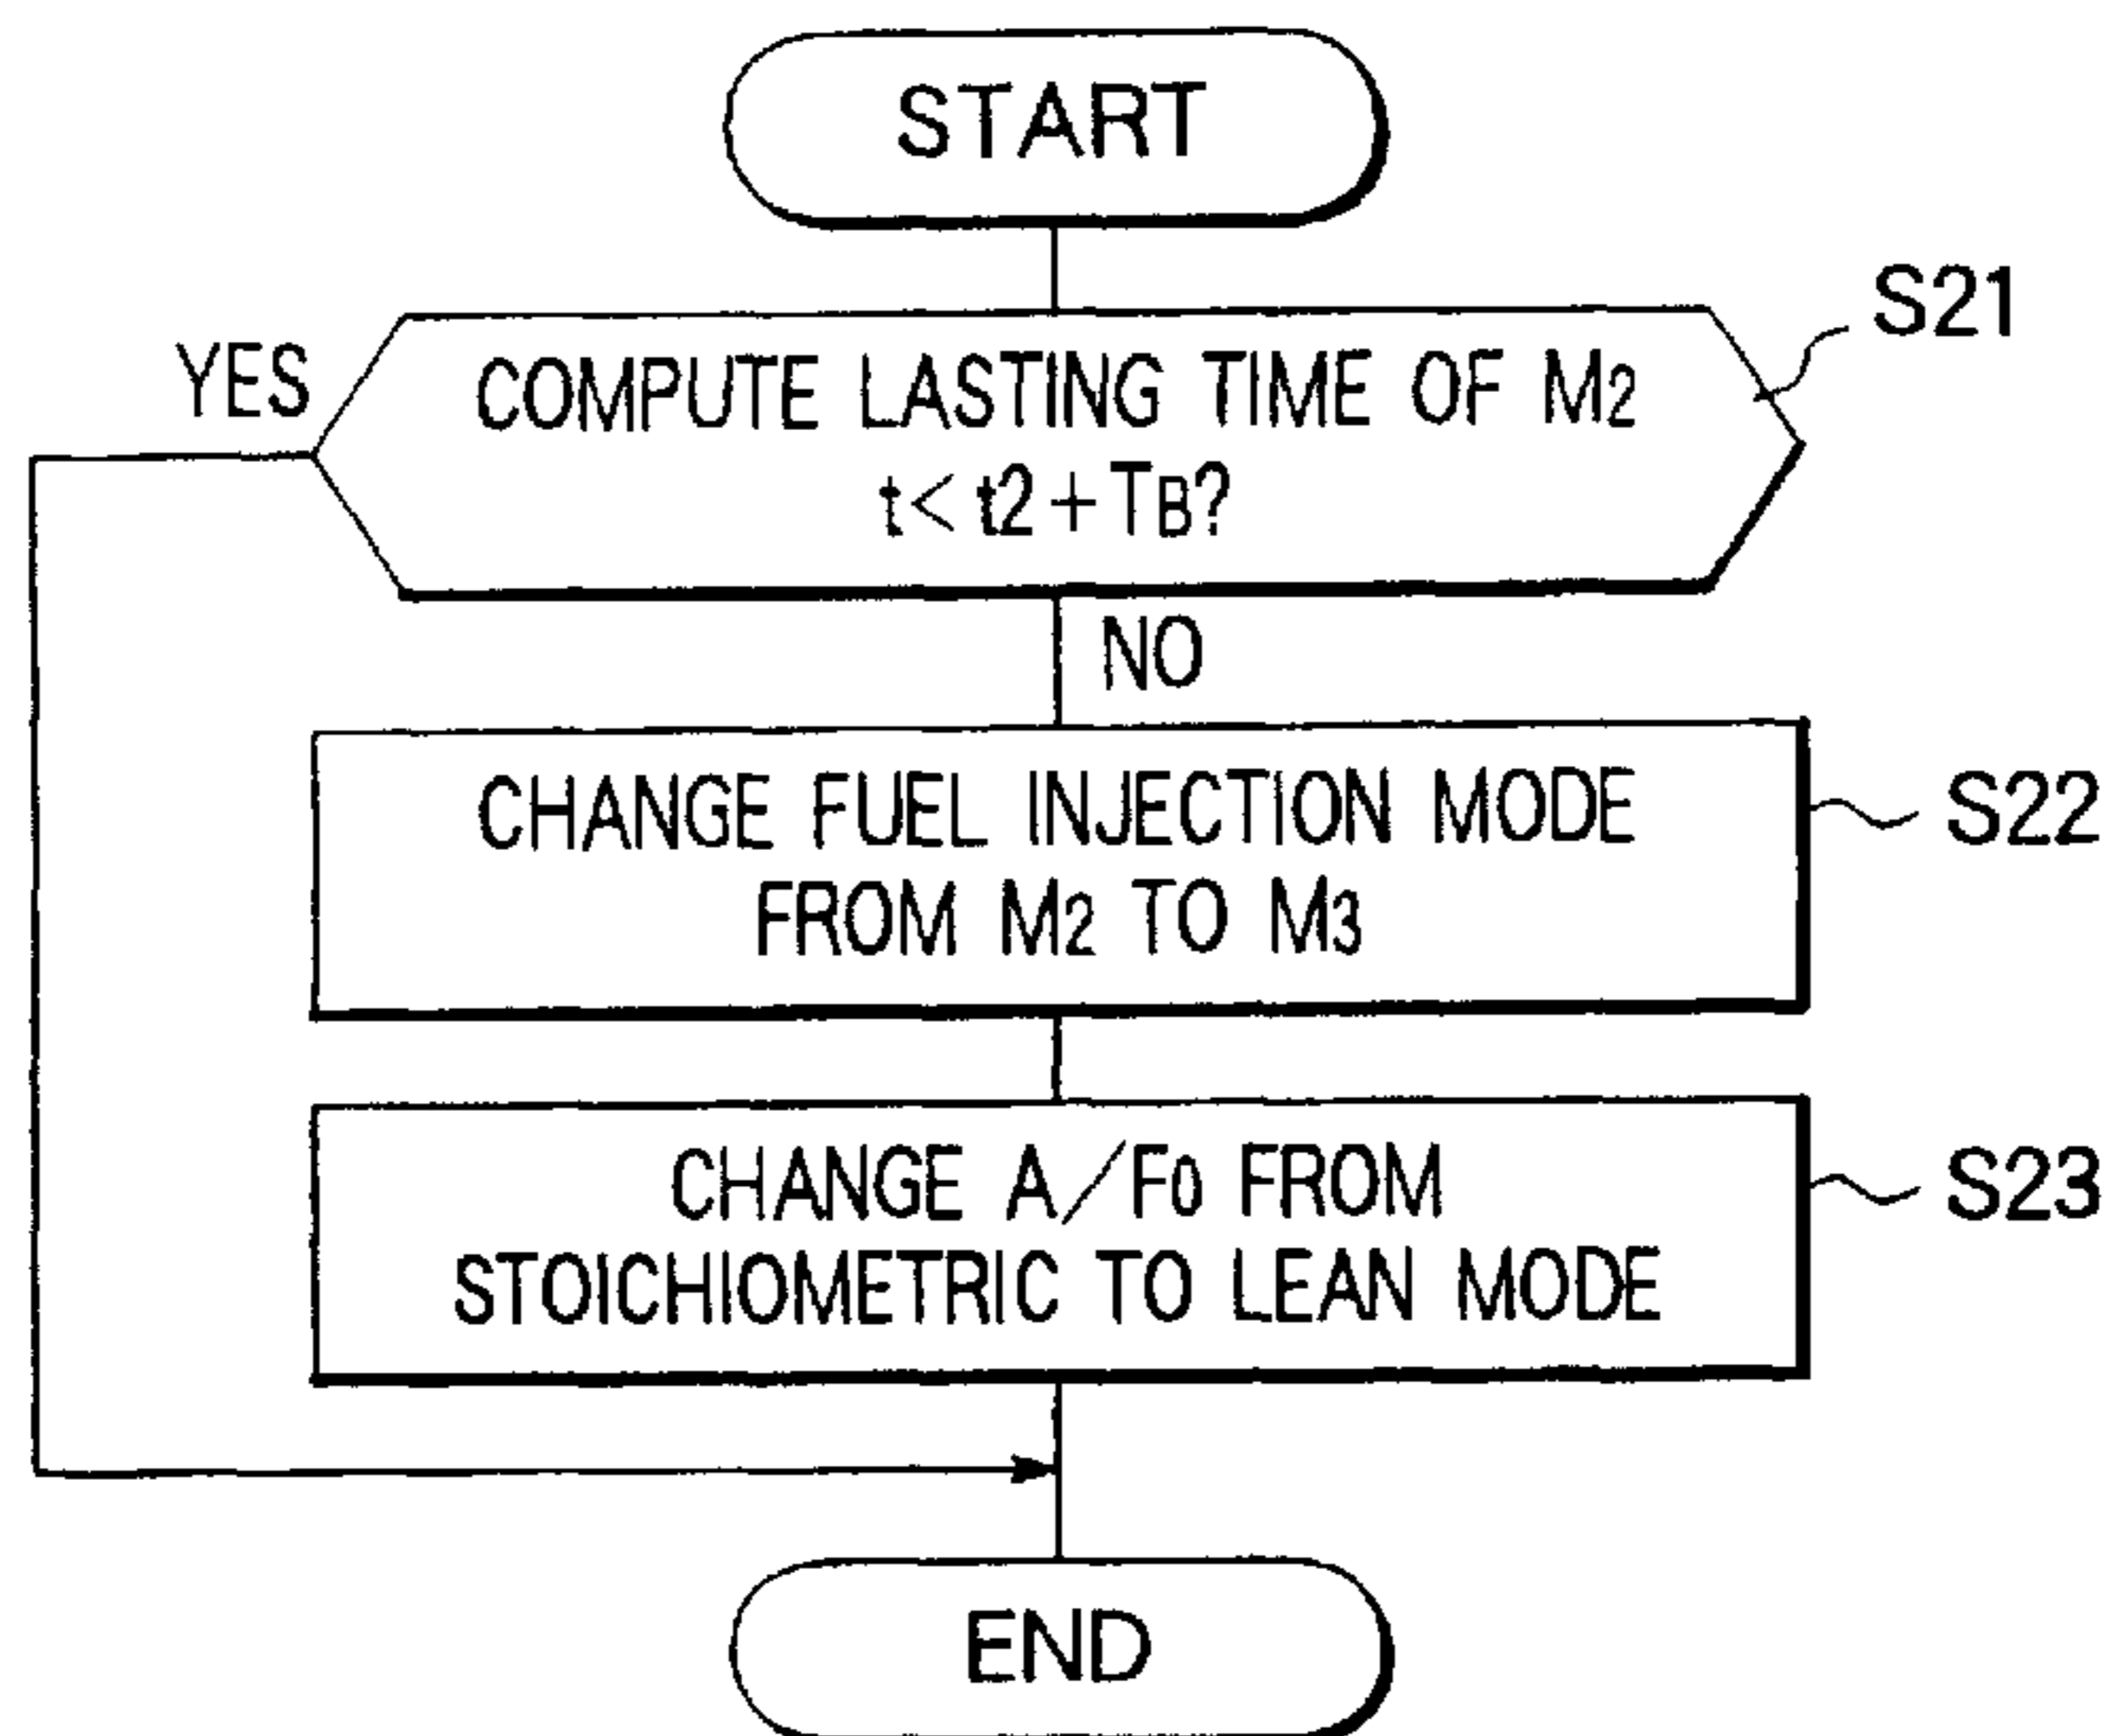 START
S21
YES
COMPUTE LASTING TIME OF M2
t< t2+TB?
NO
CHANGE FUEL INJECTION MODE
FROM M2 TO M3
S22
CHANGE A/F0 FROM
STOICHIOMETRIC TO LEAN MODE
S23
END